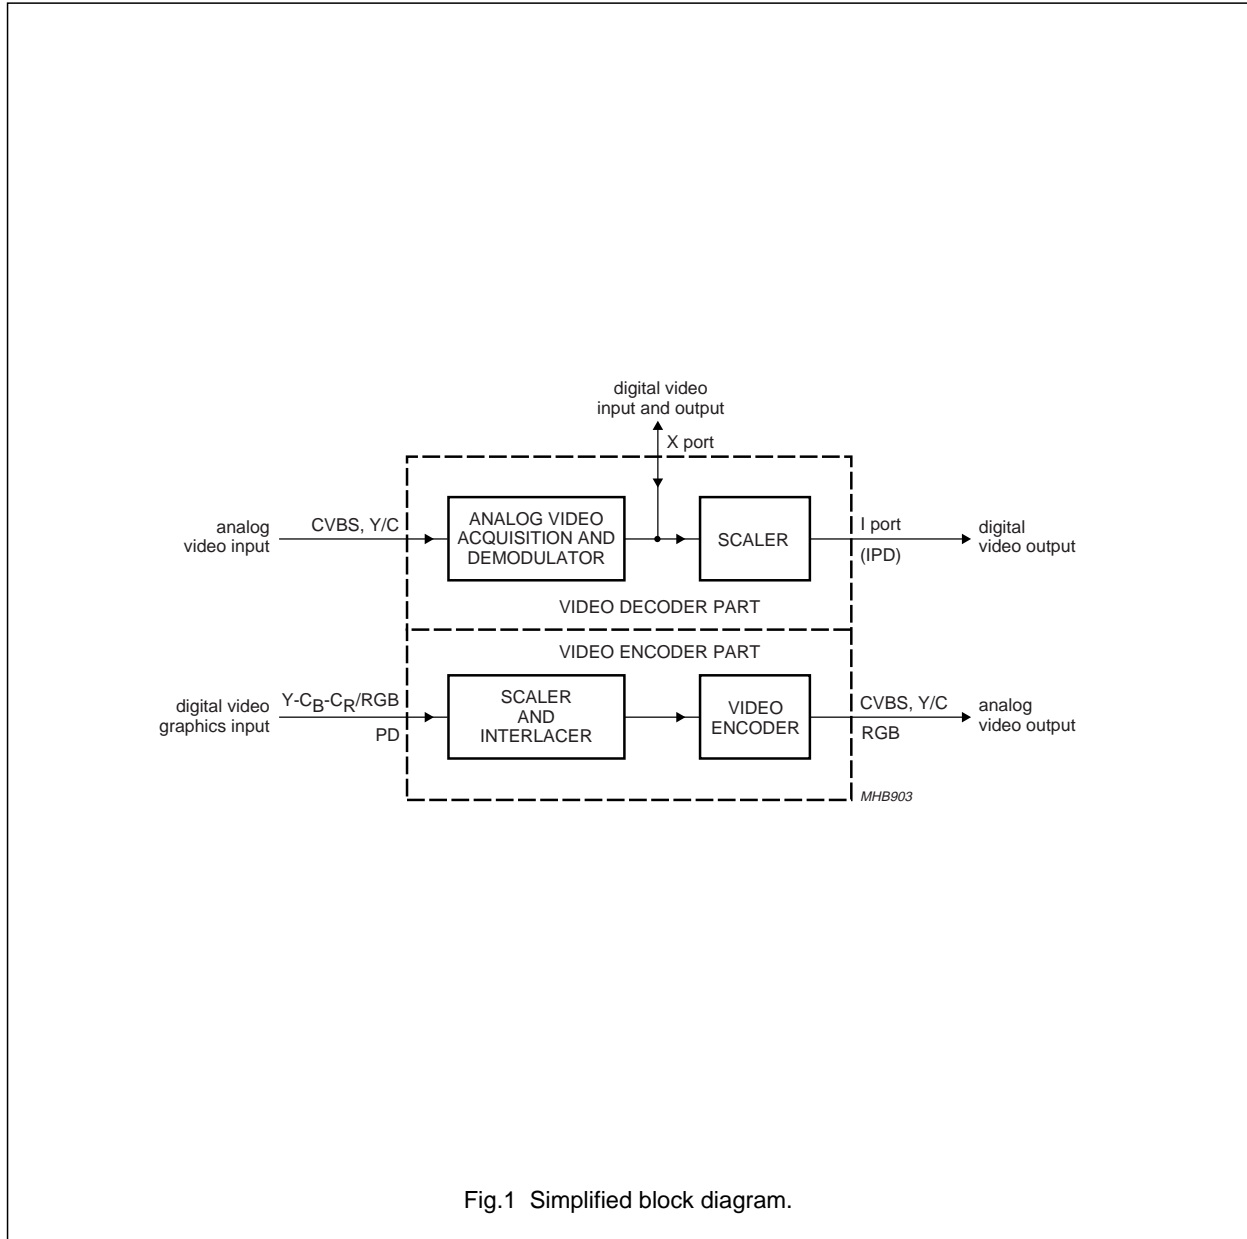 digital video
input and output
X port
analog
video input
CVBS, Y/C
ANALOG VIDEO
ACQUISITION AND
DEMODULATOR
SCALER
I port
(IPD)
digital
video output
VIDEO DECODER PART
VIDEO ENCODER PART
digital video
graphics input
Y-CB-CR/RGB
PD
SCALER
AND
INTERLACER
VIDEO
ENCODER
CVBS, Y/C
RGB
analog
video output
MHB903
Fig.1 Simplified block diagram.